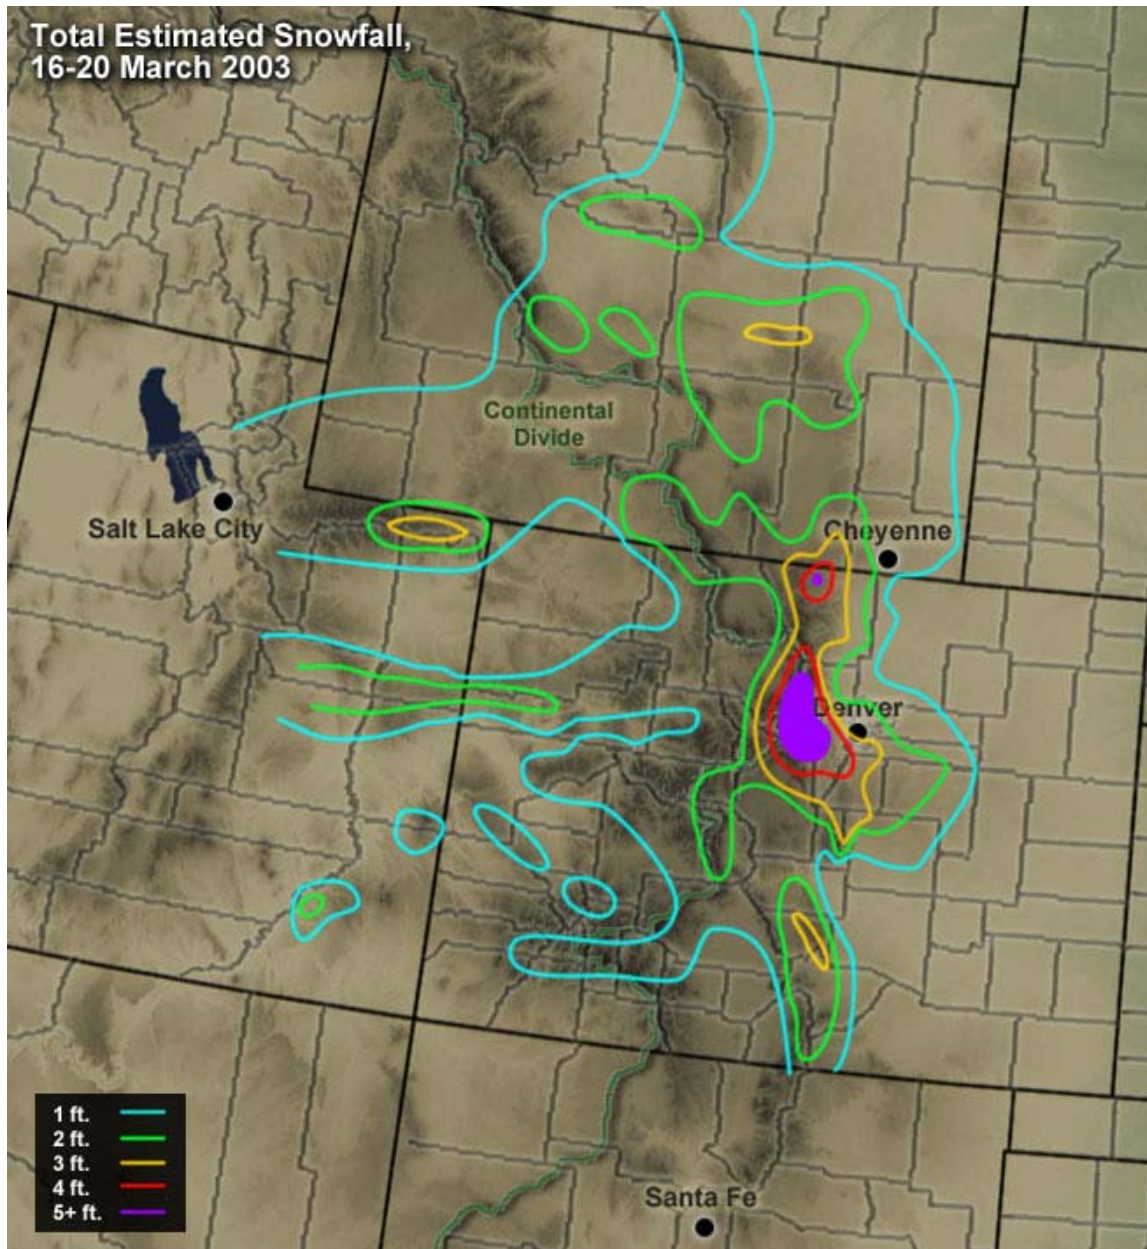 Total Estimated Snowfall,
16-20 March 2003
Continental
Divide
Salt Lake City
Cheyenne
Denver
1 ft.
2 ft.
3 ft.
4 ft.
5+ ft.
Santa Fe